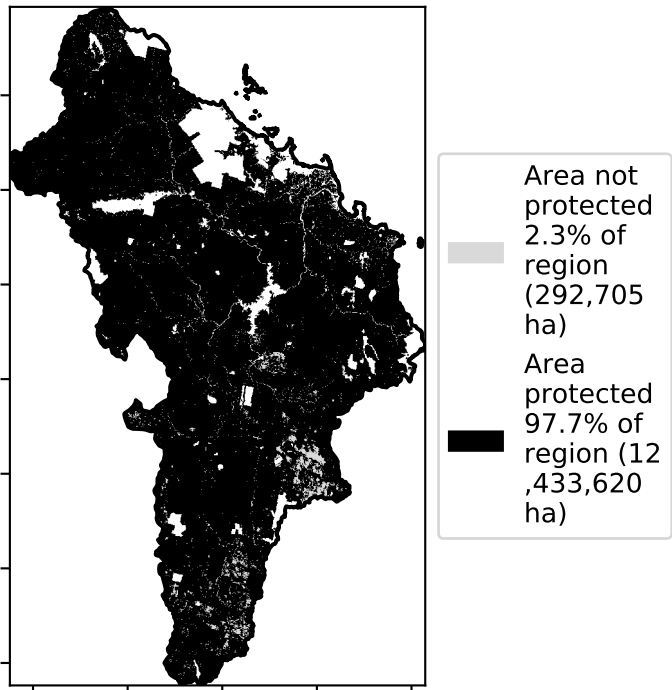 Area not
protected
2.3% of
region
(292,705
ha)
Area
protected
97.7% of
region (12
,433,620
ha)